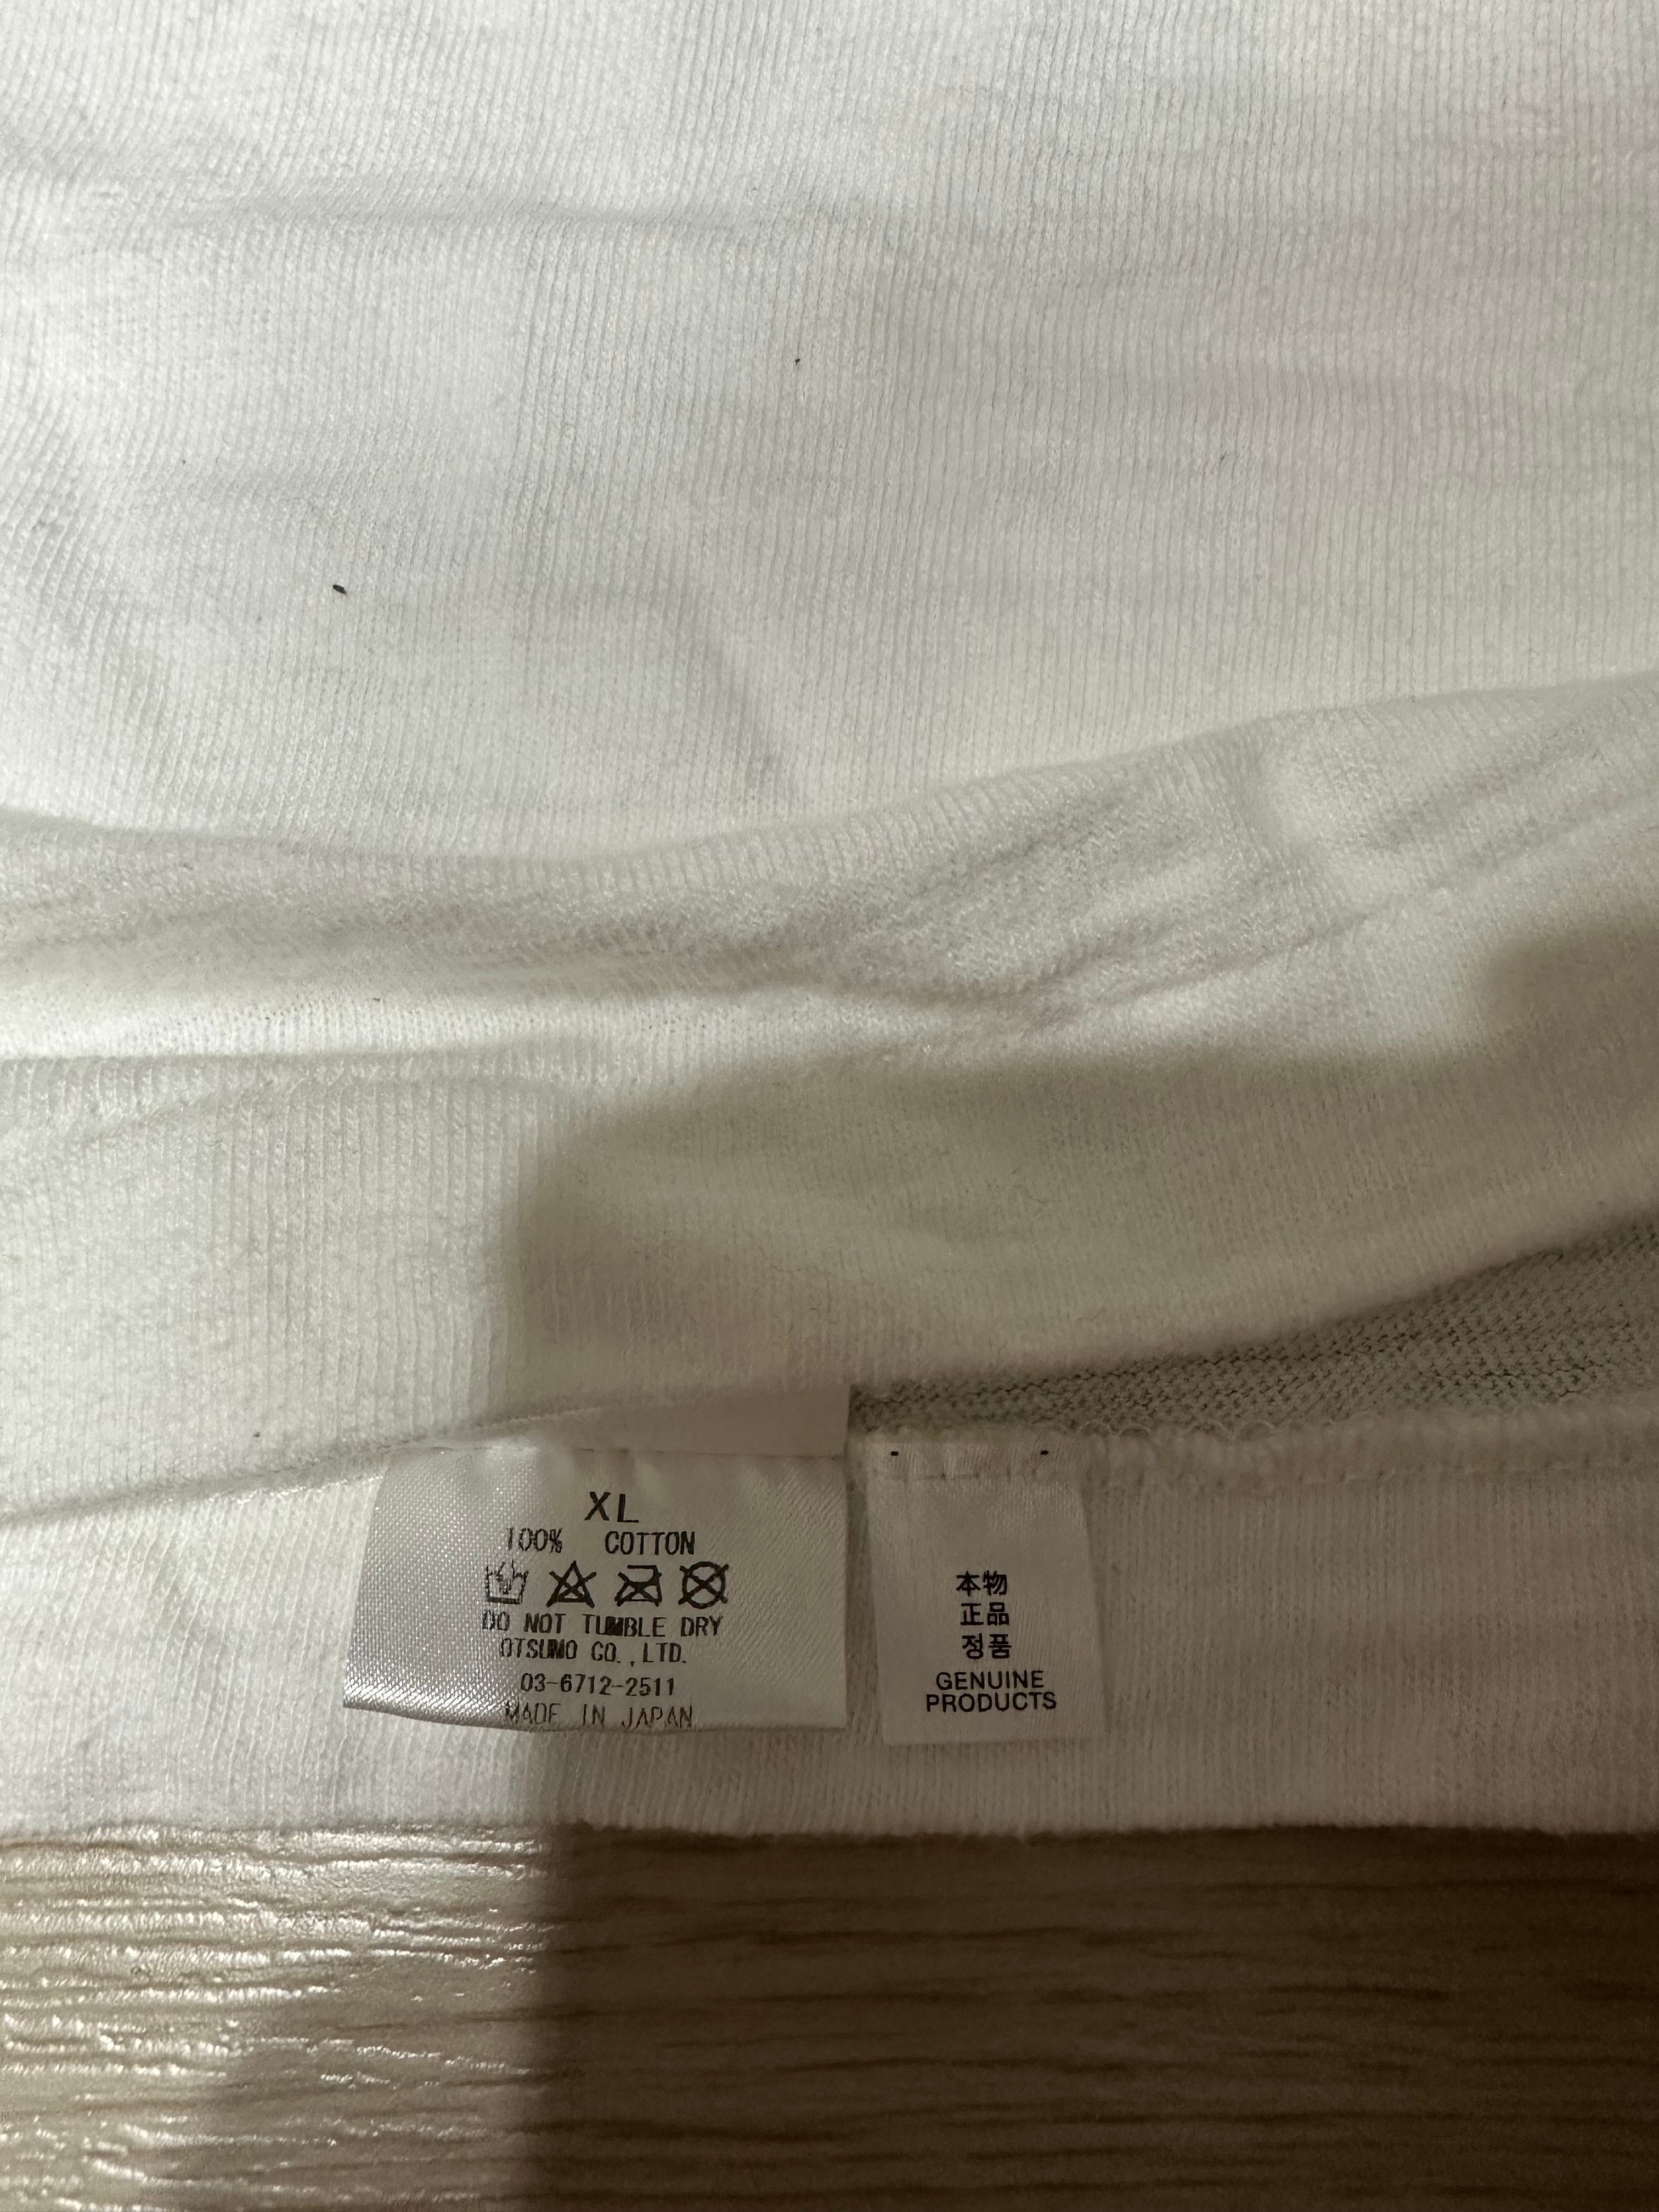 XL
100% COTTON
DO NOT TUMBLE DRY
OTSUMO CO.,LTD.
03-6712-2511
MADE IN JAPAN
本物
正品
정품
GENUINE
PRODUCTS